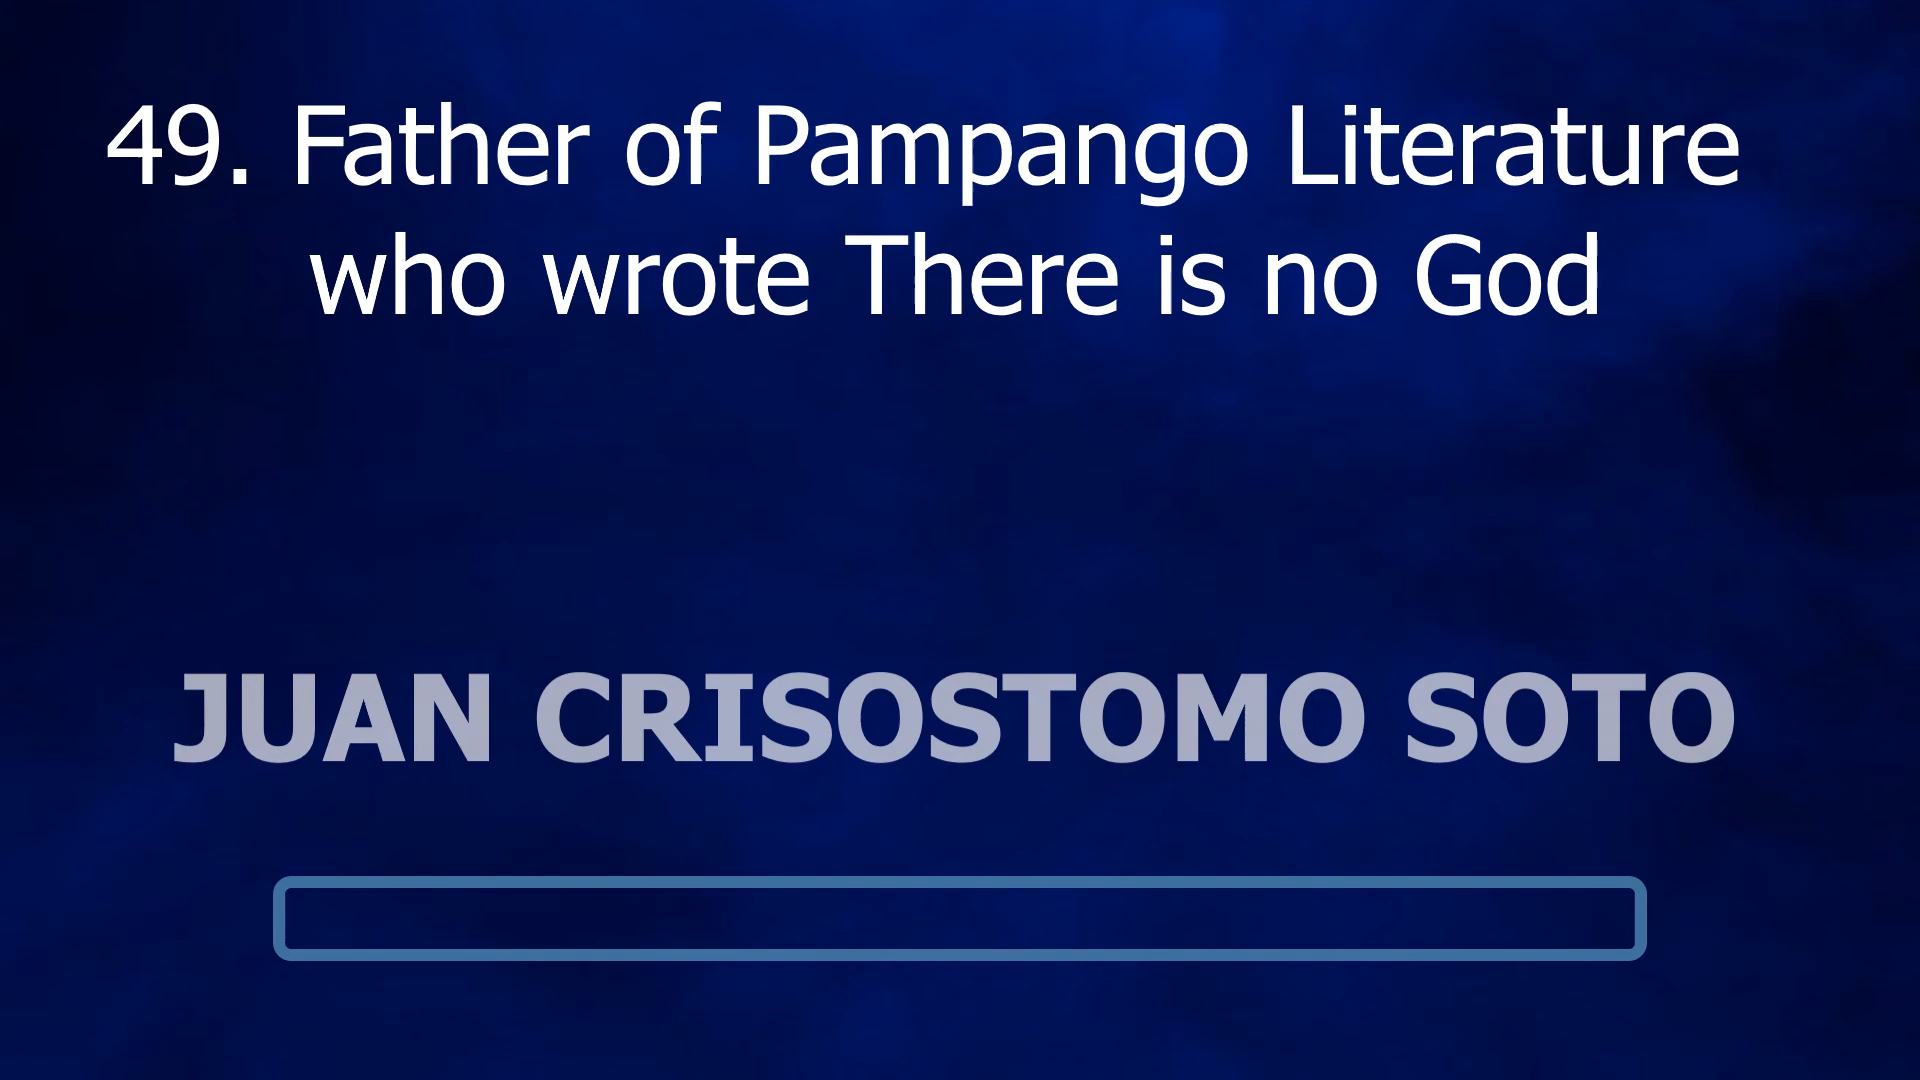 49. Father of Pampango Literature
who wrote There is no God
JUAN CRISOSTOMO SOTO